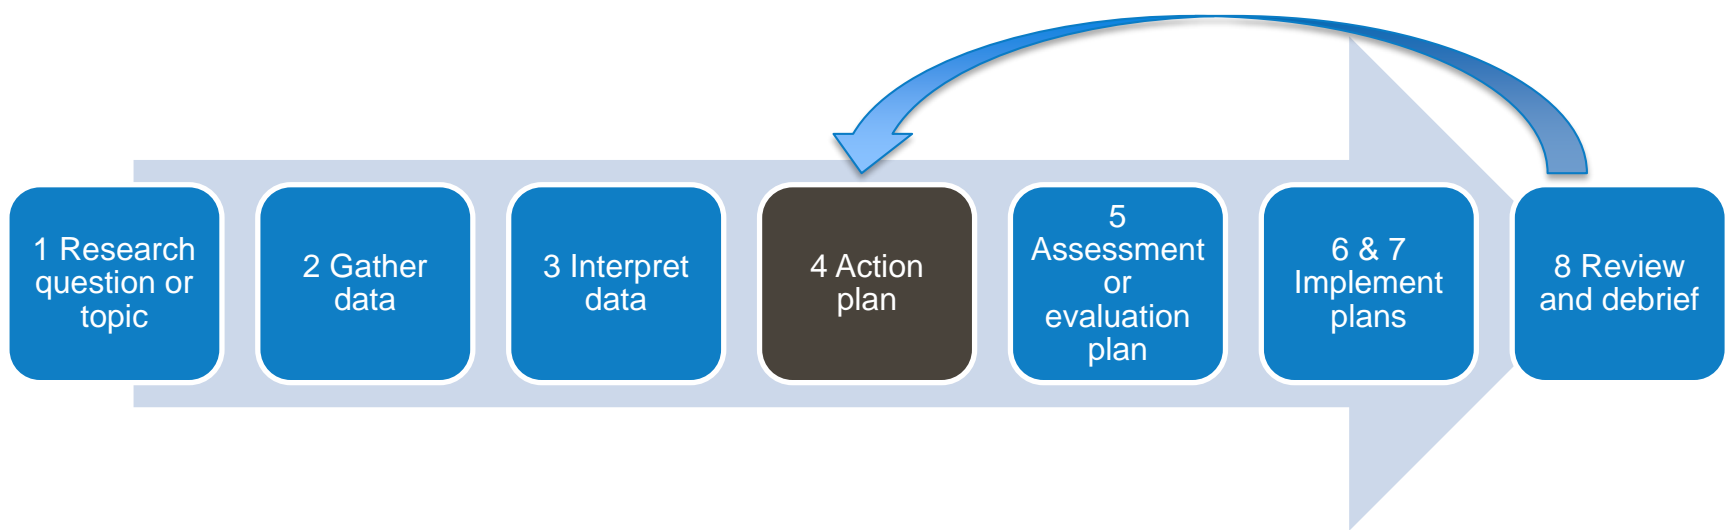 1 Research
question or
topic
2 Gather
data
3 Interpret
data
4 Action
plan
5
Assessment
or
evaluation
plan
6 & 7
Implement
plans
8 Review
and debrief